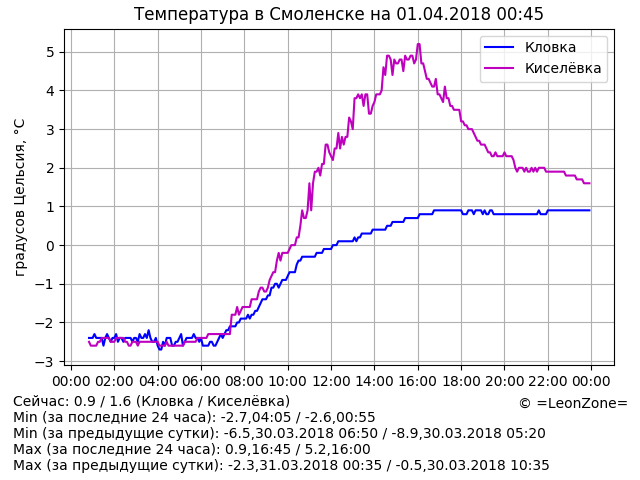 Температура в Смоленске на 01.04.2018 00:45
Кловка
Киселёвка
градусов Цельсия, °C
5
4
3
2
1
0
−1
−2
−3
00:00 02:00 04:00 06:00 08:00 10:00 12:00 14:00 16:00 18:00 20:00 22:00 00:00
Сейчас: 0.9 / 1.6 (Кловка / Киселёвка)
© =LeonZone=
Min (за последние 24 часа): -2.7,04:05 / -2.6,00:55
Min (за предыдущие сутки): -6.5,30.03.2018 06:50 / -8.9,30.03.2018 05:20
Max (за последние 24 часа): 0.9,16:45 / 5.2,16:00
Max (за предыдущие сутки): -2.3,31.03.2018 00:35 / -0.5,30.03.2018 10:35